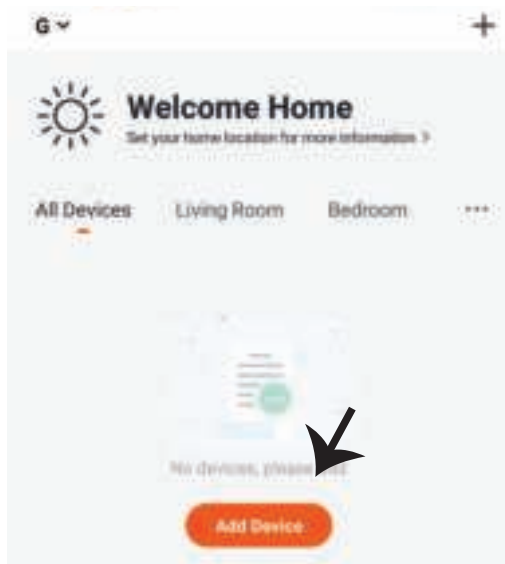 G
Welcome Home
Set your home location for more information >
All Devices Living Room Bedroom ...
No devices, please
Add Device